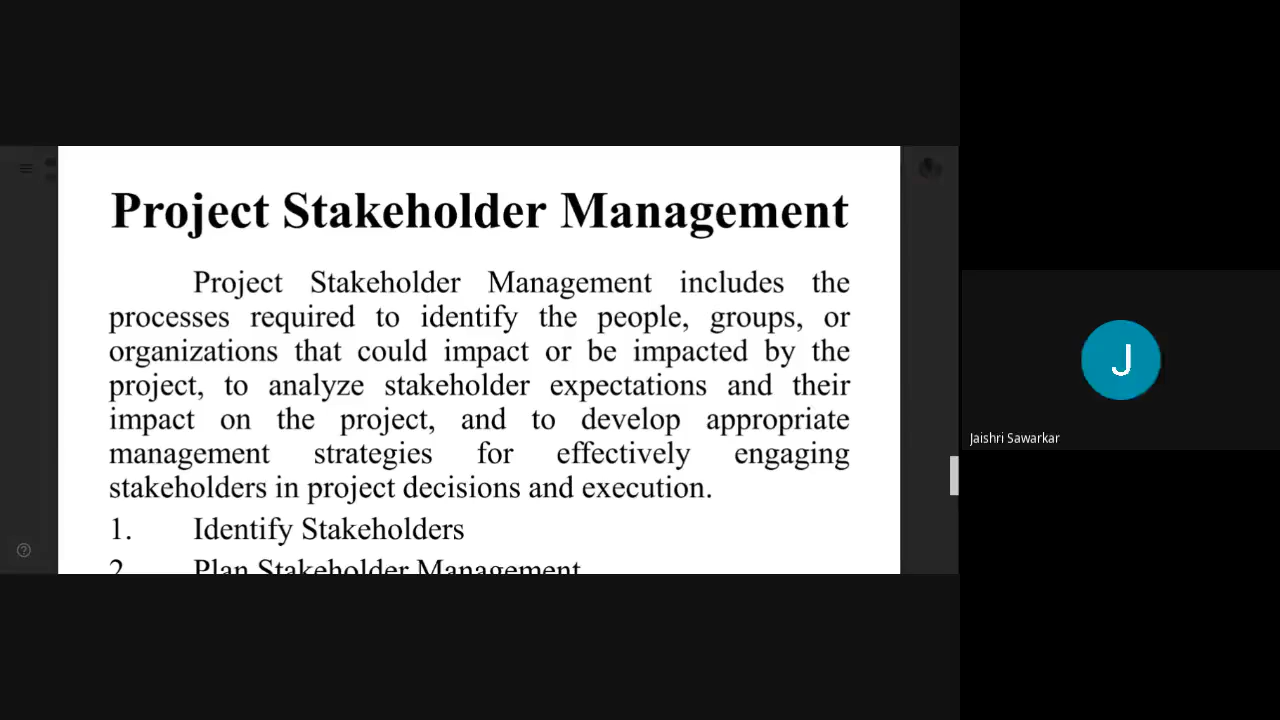 Project Stakeholder Management
Project Stakeholder Management includes the
processes required to identify the people, groups, or
organizations that could impact or be impacted by the
project, to analyze stakeholder expectations and their
impact on the project, and to develop appropriate
management strategies for effectively engaging
stakeholders in project decisions and execution.
1. Identify Stakeholders
2. Plan Stakeholder Management
J
Jaishri Sawarkar